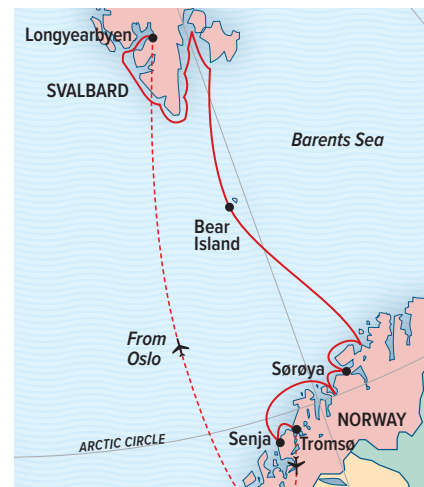 Longyearbyen
SVALBARD
Barents Sea
Bear
Island
From
Oslo
Sørøya
NORWAY
ARCTIC CIRCLE
Senja
Tromsø